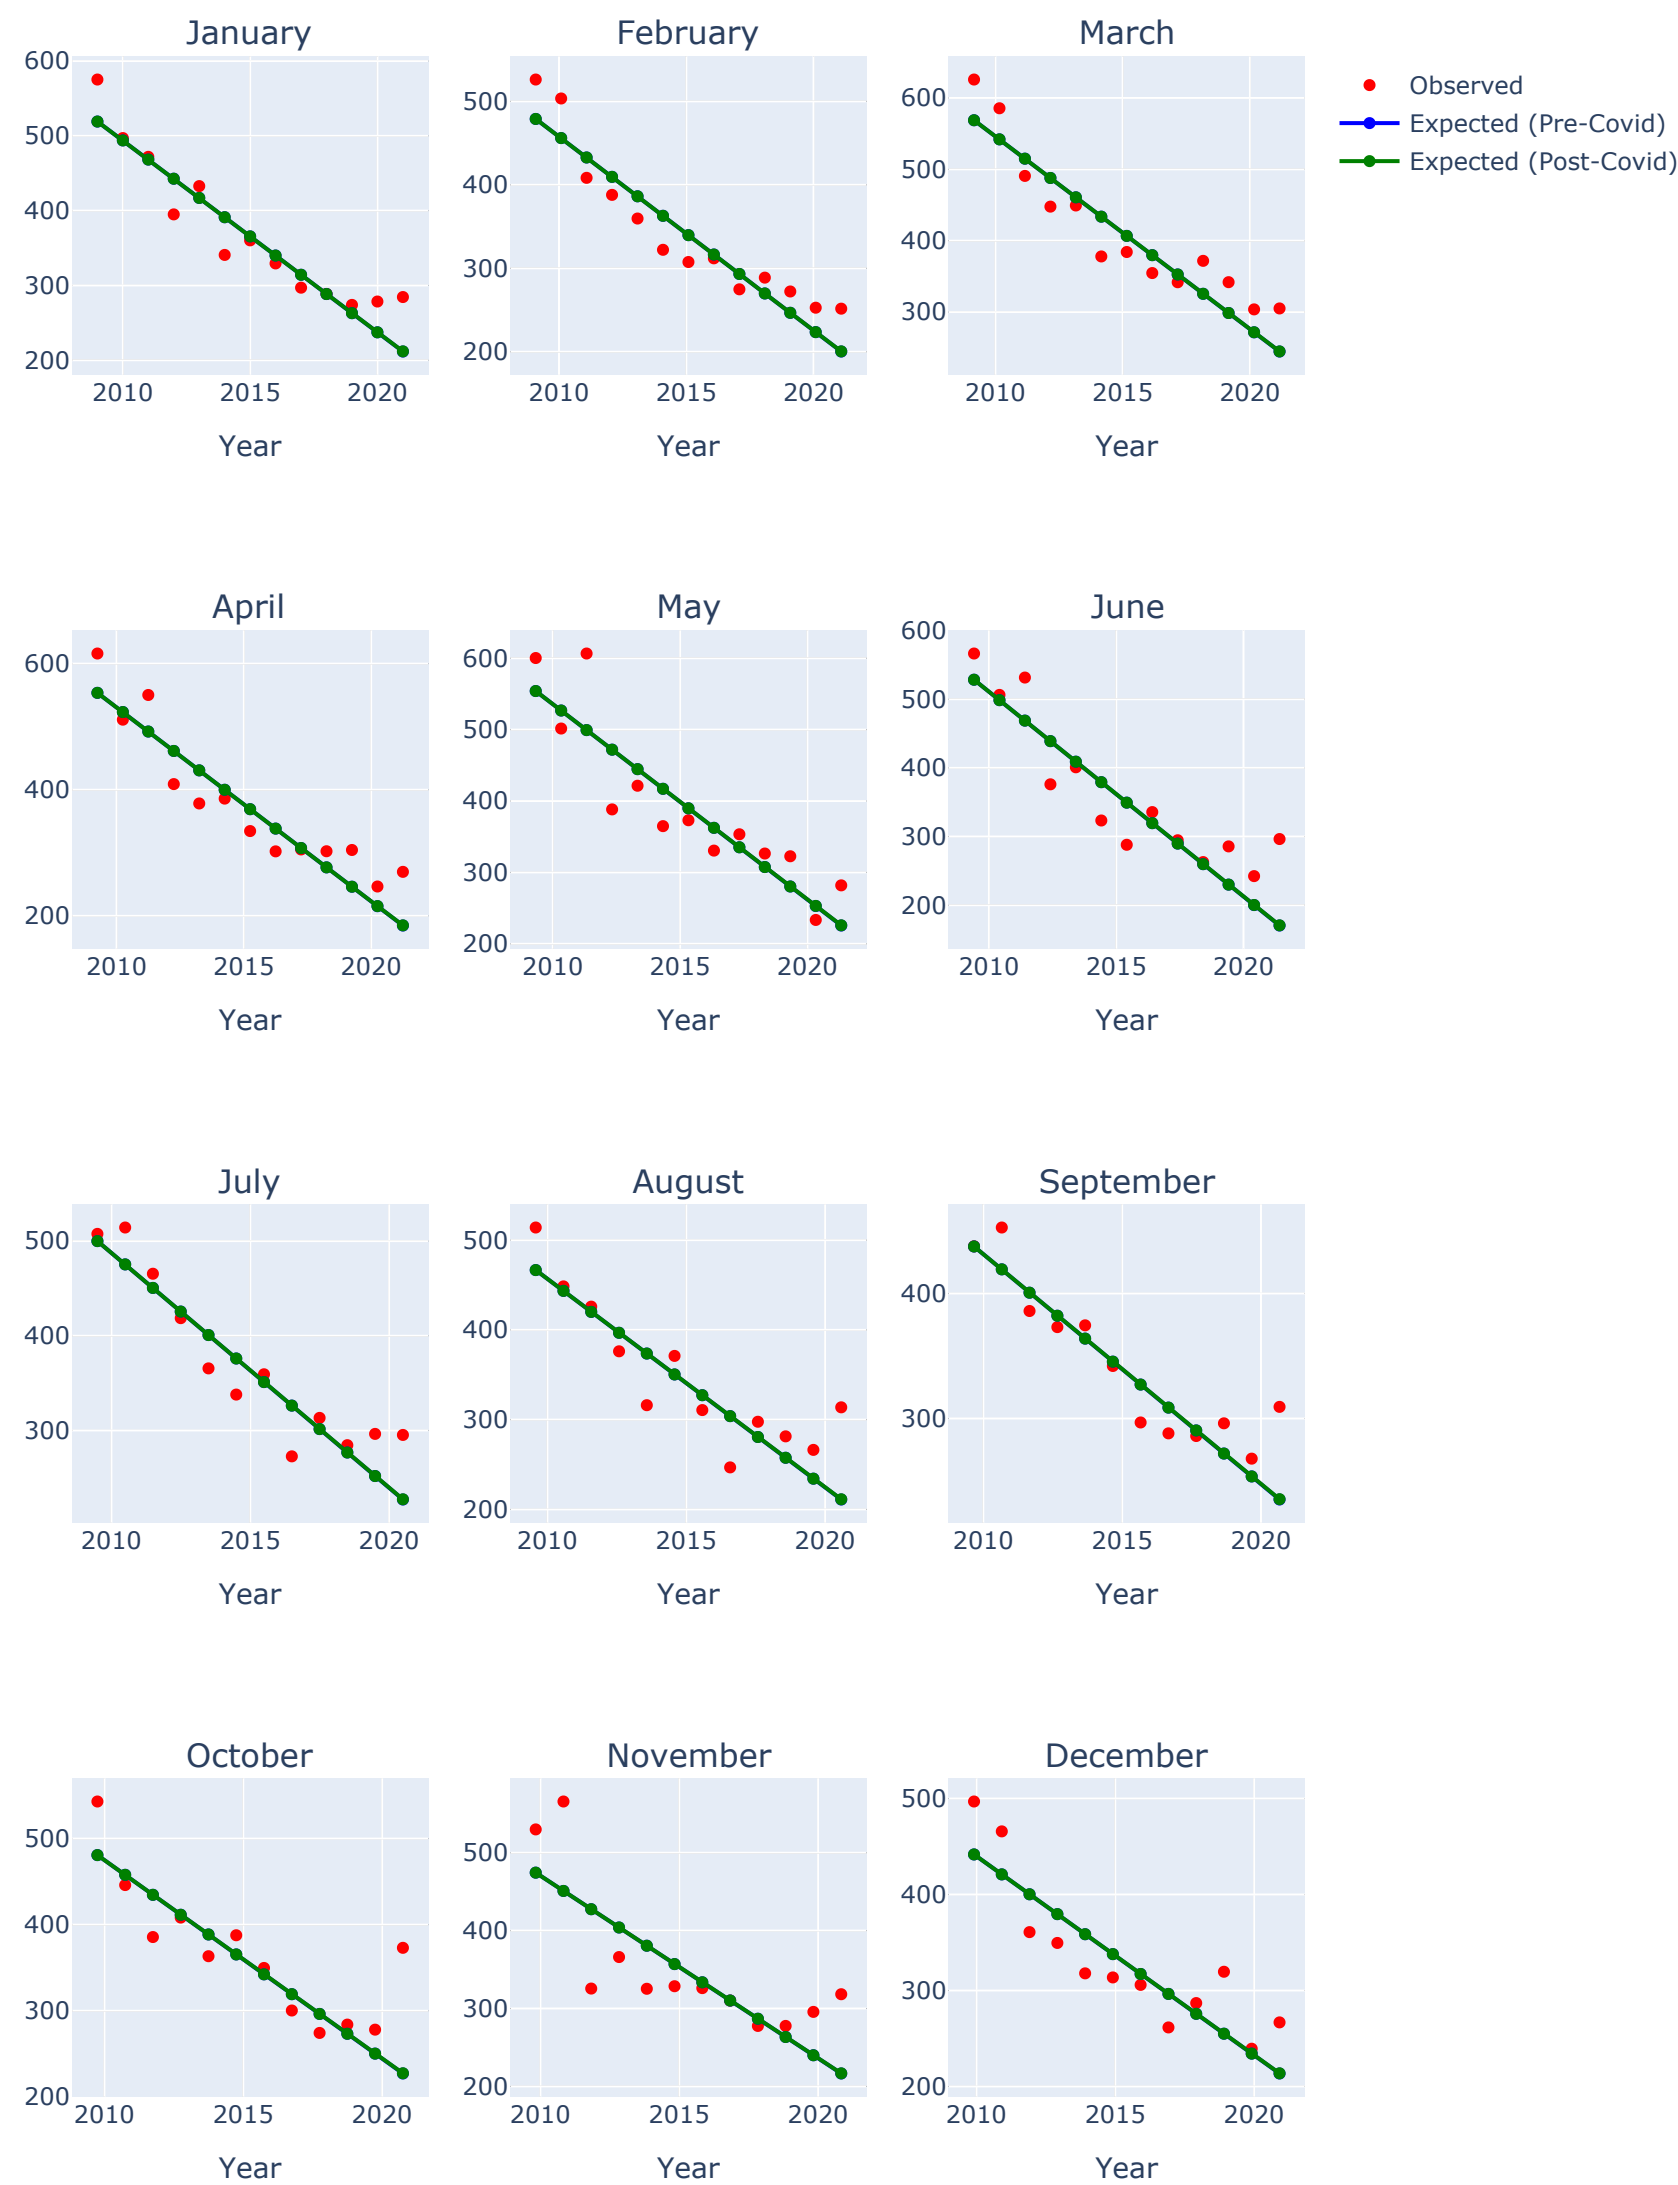 January February March
600
500
400
300
200
2010 2015 2020
Year
500
400
300
200
2010 2015 2020
Year
600
500
400
300
2010 2015 2020
Year
Observed
Expected (Pre-Covid)
Expected (Post-Covid)
April May June
600
400
200
2010 2015 2020
Year
600
500
400
300
200
2010 2015 2020
Year
600
500
400
300
200
2010 2015 2020
Year
July August September
500
400
300
2010 2015 2020
Year
500
400
300
200
2010 2015 2020
Year
400
300
2010 2015 2020
Year
October November December
500
400
300
200
2010 2015 2020
Year
500
400
300
200
2010 2015 2020
Year
500
400
300
200
2010 2015 2020
Year